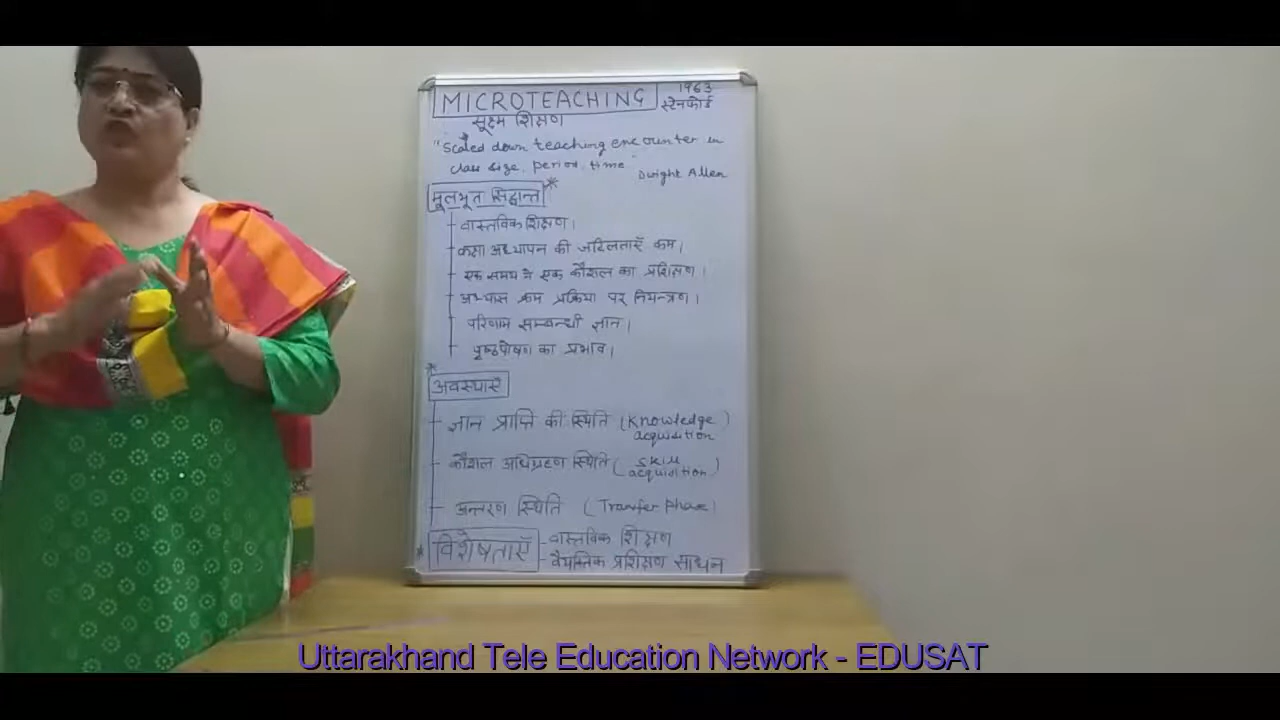 MICROTEACHING
1963
स्टेनफोर्ड
सूक्ष्म शिक्षण
"Scaled down teaching encounter in
class size, period, time"
Dwight Allen
मूलभूत सिद्धान्त
वास्तविक शिक्षण।
कक्षा अध्यापन की जटिलताएँ कम।
एक समय में एक कौशल का प्रशिक्षण।
अभ्यास क्रम प्रक्रिया पर नियन्त्रण।
परिणाम सम्बन्धी ज्ञान।
पृष्ठपोषण का प्रभाव।
अवस्थाएँ
ज्ञान प्राप्ति की स्थिति (Knowledge
acquisition)
कौशल अधिग्रहण स्थिति (Skill
acquisition)
अन्तरण स्थिति (Transfer phase)
विशेषताएँ
वास्तविक शिक्षण
वैयक्तिक प्रशिक्षण साधन
Uttarakhand Tele Education Network - EDUSAT